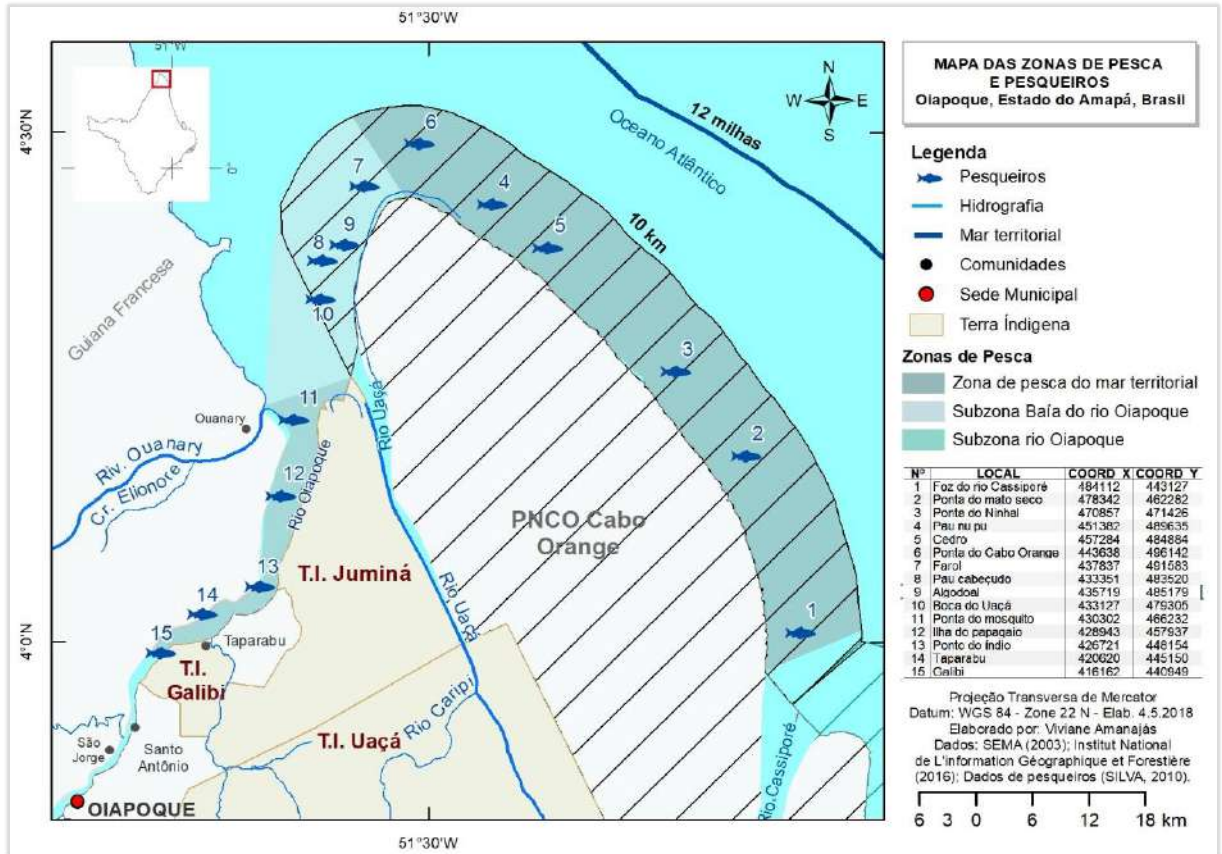 51°30'W
51°W
0°
4°30'N
4°0'N
N
W E
S
12 milhas
Oceano Atlântico
10 km
Guiana Francesa
6
7
4
9
5
8
10
3
11
2
12
13
14
15
1
Ouanary
Riv. Ouanary
Cr. Elionore
Rio Oiapoque
Rio Uaçá
PNCO Cabo
Orange
T.I. Juminá
Rio Uaçá
Taparabu
T.I.
Galibi
T.I. Uaçá
Rio Caripi
São
Jorge
Santo
Antônio
OIAPOQUE
Rio Cassiporé
51°30'W
MAPA DAS ZONAS DE PESCA
E PESQUEIROS
Oiapoque, Estado do Amapá, Brasil
Legenda
Pesqueiros
Hidrografia
Mar territorial
Comunidades
Sede Municipal
Terra Índigena
Zonas de Pesca
Zona de pesca do mar territorial
Subzona Baía do rio Oiapoque
Subzona rio Oiapoque
Nº LOCAL COORD_X COORD_Y
1 Foz do rio Cassiporé 484112 443127
2 Ponta do mato seco 478342 462282
3 Ponta do Ninhal 470857 471426
4 Pau nu pu 451382 489635
5 Cedro 457284 484884
6 Ponta do Cabo Orange 443638 496142
7 Farol 437837 491583
8 Pau cabeçudo 433351 483520
9 Algodoal 435719 485179
10 Boca do Uaçá 433127 479305
11 Ponta do mosquito 430302 466232
12 Ilha do papagaio 428943 457937
13 Ponto do índio 426721 448154
14 Taparabu 420620 445150
15 Galibi 416162 440949
Projeção Transversa de Mercator
Datum: WGS 84 - Zone 22 N - Elab. 4.5.2018
Elaborado por: Viviane Amanajás
Dados: SEMA (2003); Institut National
de L'information Géographique et Forestière
(2016); Dados de pesqueiros (SILVA, 2010).
6 3 0 6 12 18 km